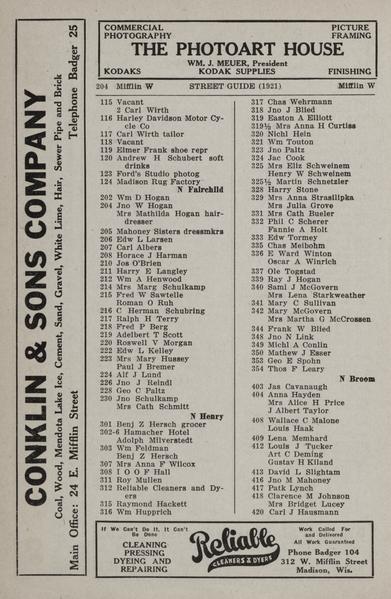 CONKLIN & SONS COMPANY
Coal, Wood, Mendota Lake Ice, Cement, Sand, Gravel, White Lime, Hair, Sewer Pipe and Brick
Main Office: 24 E. Mifflin Street Telephone Badger 25
COMMERCIAL PHOTOGRAPHY
PICTURE FRAMING
THE PHOTOART HOUSE
WM. J. MEUER, President
KODAKS KODAK SUPPLIES FINISHING
204 Mifflin W STREET GUIDE (1921) Mifflin W
115 Vacant
2 Carl Wirth
116 Harley Davidson Motor Cy-
cle Co
117 Carl Wirth tailor
118 Vacant
119 Elmer Frank shoe repr
120 Andrew H Schubert soft
drinks
123 Ford's Studio photog
124 Madison Rug Factory
N Fairchild
202 Wm D Hogan
204 Jno W Hogan
Mrs Mathilda Hogan hair-
dresser
205 Mahoney Sisters dressmkrs
206 Edw L Larsen
207 Carl Albers
208 Horace J Harman
210 Jos O'Brien
211 Harry E Langley
212 Wm A Henwood
214 Mrs Marg Schulkamp
215 Fred W Sawtelle
Roman O Ruh
216 C Herman Schubring
217 Ralph H Terry
218 Fred P Berg
219 Adelbert T Scott
220 Roswell V Morgan
222 Edw L Kelley
223 Mrs Mary Hussey
Paul J Bremer
224 Alf J Lund
226 Jno J Reindl
228 Geo C Paltz
230 Jno Schulkamp
Mrs Cath Schmitt
N Henry
301 Benj Z Hersch grocer
302-6 Hamacher Hotel
Adolph Milverstedt
303 Wm Feldman
Benj Z Hersch
307 Mrs Anna F Wilcox
308 I O O F Hall
311 Roy Mullen
312 Reliable Cleaners and Dy-
ers
315 Raymond Hackett
316 Wm Hupprich
317 Chas Wehrmann
318 Jno J Blied
319 Easton A Elliott
319½ Mrs Anna H Curtiss
320 Nichl Hein
321 Wm Touton
323 Jno Paltz
324 Jac Cook
325 Mrs Eliz Schweinem
Henry W Schweinem
325½ Martin Schnetzler
328 Harry Stone
329 Mrs Anna Strasilipka
Mrs Julia Grove
331 Mrs Cath Bueler
332 Phil C Scherer
Fannie A Holt
333 Edw Tormey
335 Chas Meibohm
336 E Ward Winton
Oscar A Winrich
337 Ole Togstad
339 Ray J Hogan
340 Saml J McGovern
Mrs Lena Starkweather
341 Mary C Sullivan
342 Mary McGovern
Mrs Martha G McCrossen
344 Frank W Blied
348 Jno N Link
349 Michl A Conlin
350 Mathew J Esser
353 Geo E Spohn
354 Thos F Leary
N Broom
403 Jas Cavanaugh
404 Anna Hayden
Mrs Alice H Price
J Albert Taylor
408 Wallace C Malone
Louis Haak
409 Lena Memhard
412 Louis J Tucker
Art C Deming
Gustav H Kiland
413 David L Slightam
416 Jno M Mahoney
417 Patk Lynch
418 Clarence M Johnson
Mrs Bridget Lucey
420 Carl J Hausmann
If We Can't Do It, It Can't
Be Done
CLEANING
PRESSING
DYEING AND
REPAIRING
Reliable
CLEANERS & DYERS
Work Called For
and Delivered
All Work Guaranteed
Phone Badger 104
312 W. Mifflin Street
Madison, Wis.